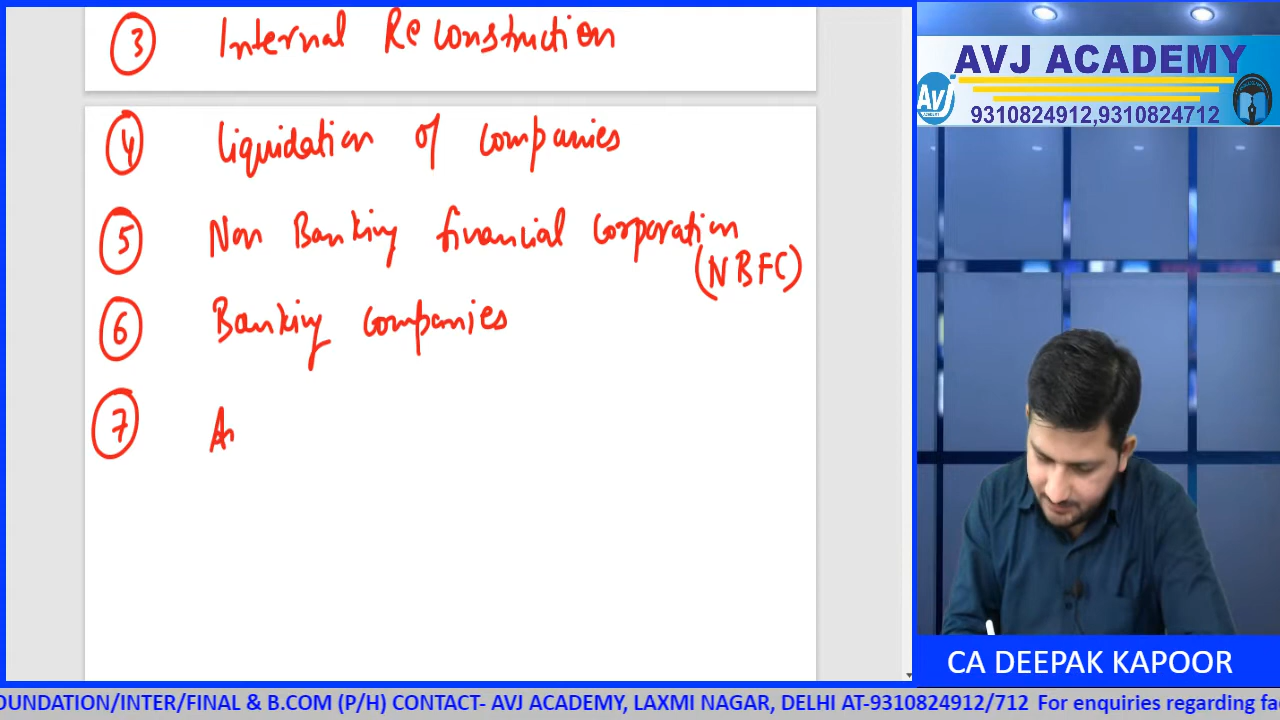 3 Internal Reconstruction
4 Liquidation of companies
5 Non Banking financial corporation
(NBFC)
6 Banking companies
7 A
AVJ ACADEMY
AVJ
ACADEMY
9310824912,9310824712
CA DEEPAK KAPOOR
OUNDATION/INTER/FINAL & B.COM (P/H) CONTACT- AVJ ACADEMY, LAXMI NAGAR, DELHI AT-9310824912/712 For enquiries regarding fa